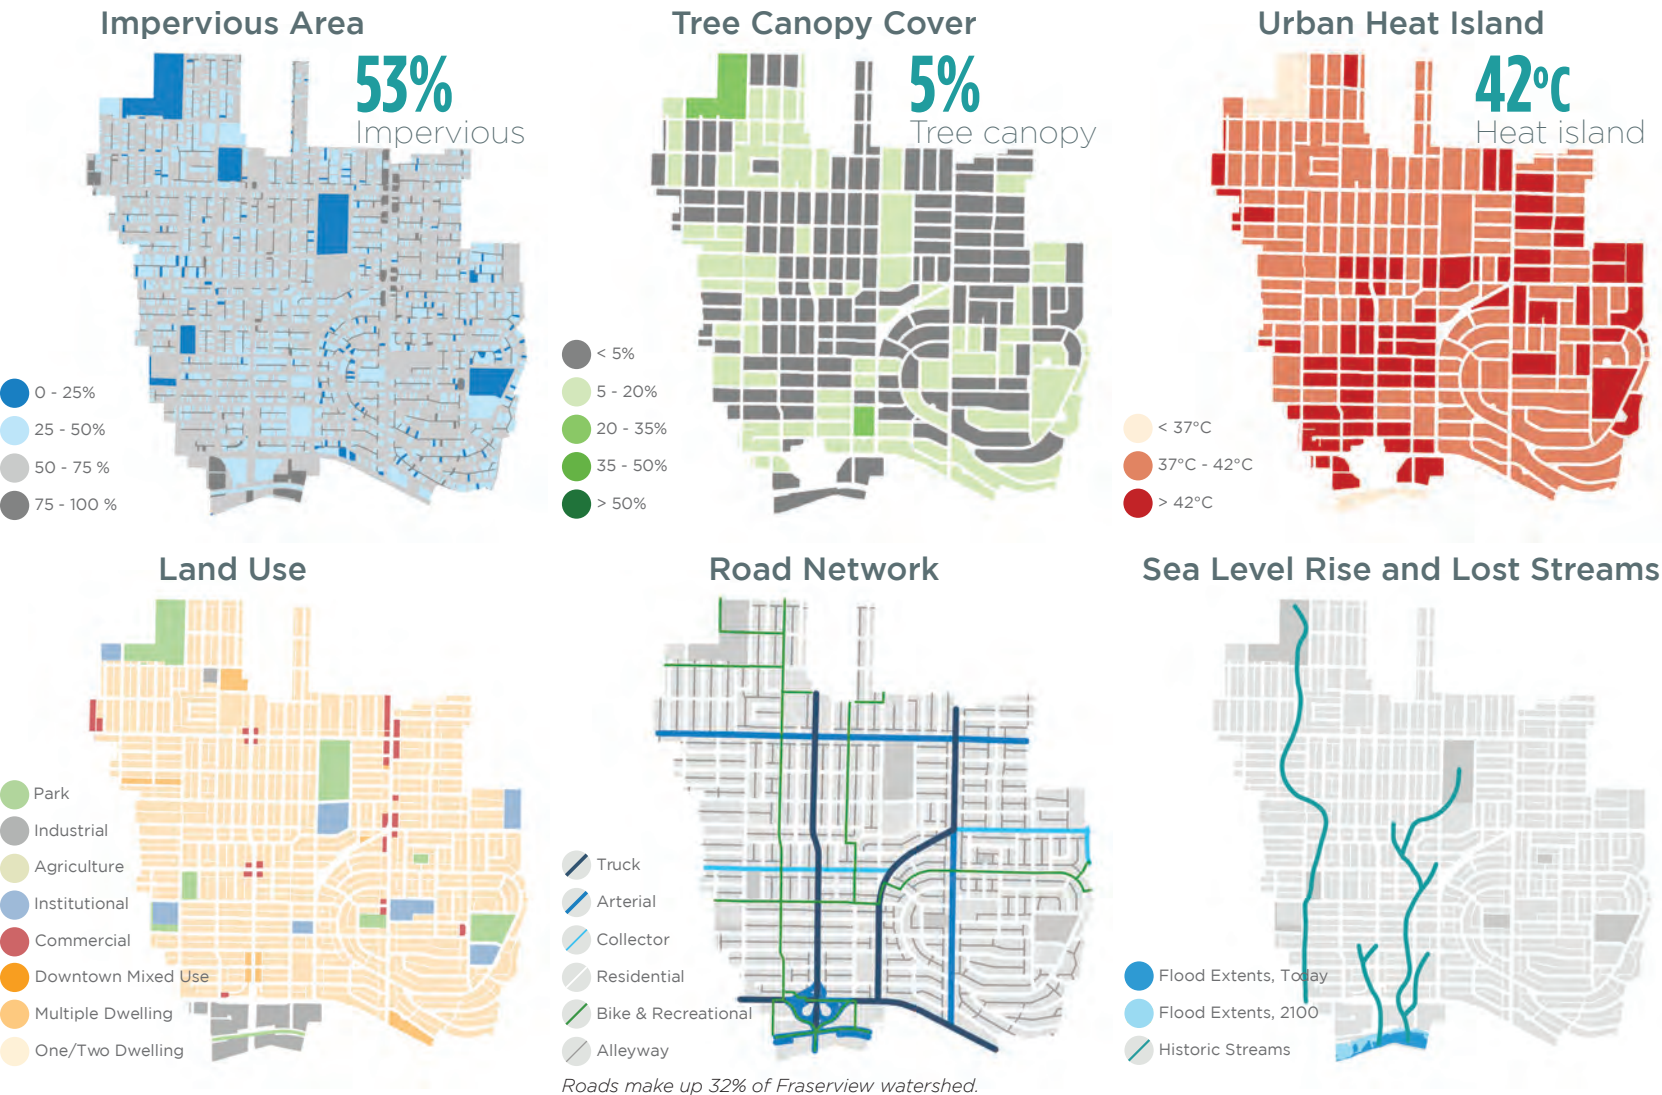 Impervious Area
53%
Impervious
0 - 25%
25 - 50%
50 - 75 %
75 - 100 %
Tree Canopy Cover
5%
Tree canopy
< 5%
5 - 20%
20 - 35%
35 - 50%
> 50%
Urban Heat Island
42°C
Heat island
< 37°C
37°C - 42°C
> 42°C
Land Use
Park
Industrial
Agriculture
Institutional
Commercial
Downtown Mixed Use
Multiple Dwelling
One/Two Dwelling
Road Network
Truck
Arterial
Collector
Residential
Bike & Recreational
Alleyway
Roads make up 32% of Fraserview watershed.
Sea Level Rise and Lost Streams
Flood Extents, Today
Flood Extents, 2100
Historic Streams